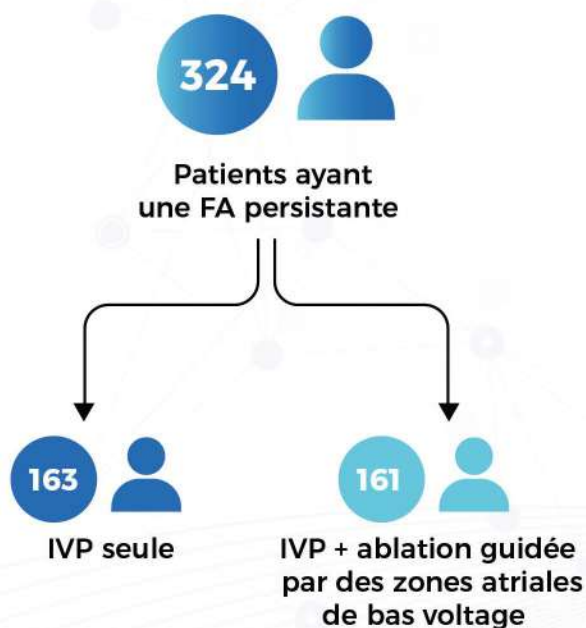 324
Patients ayant
une FA persistante
163
IVP seule
161
IVP + ablation guidée
par des zones atriales
de bas voltage